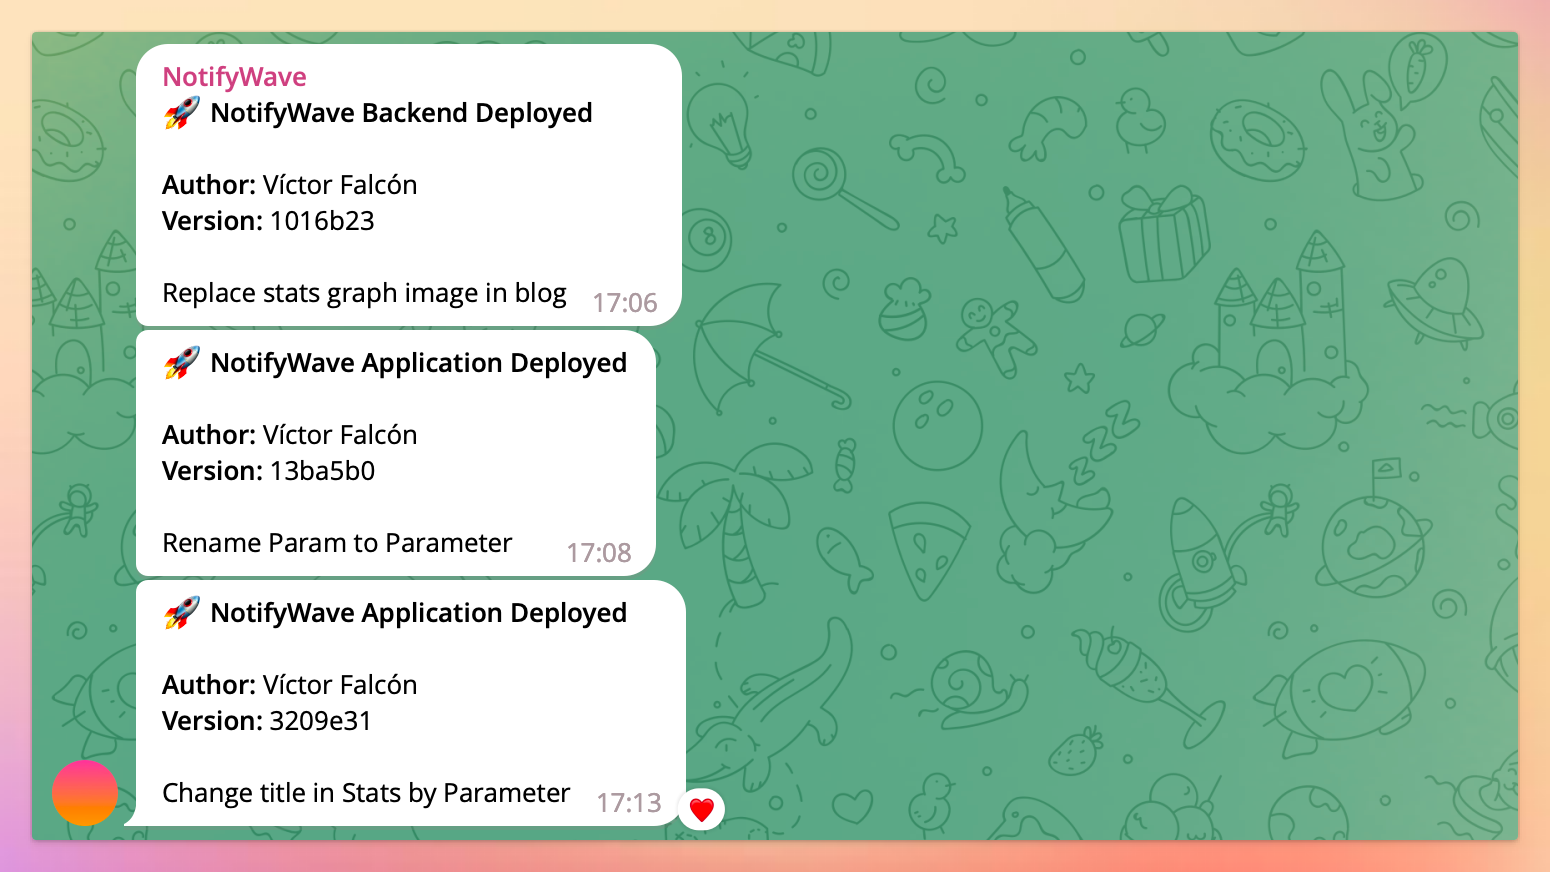 NotifyWave
🚀 NotifyWave Backend Deployed
Author: Víctor Falcón
Version: 1016b23
Replace stats graph image in blog 17:06
🚀 NotifyWave Application Deployed
Author: Víctor Falcón
Version: 13ba5b0
Rename Param to Parameter 17:08
🚀 NotifyWave Application Deployed
Author: Víctor Falcón
Version: 3209e31
Change title in Stats by Parameter 17:13